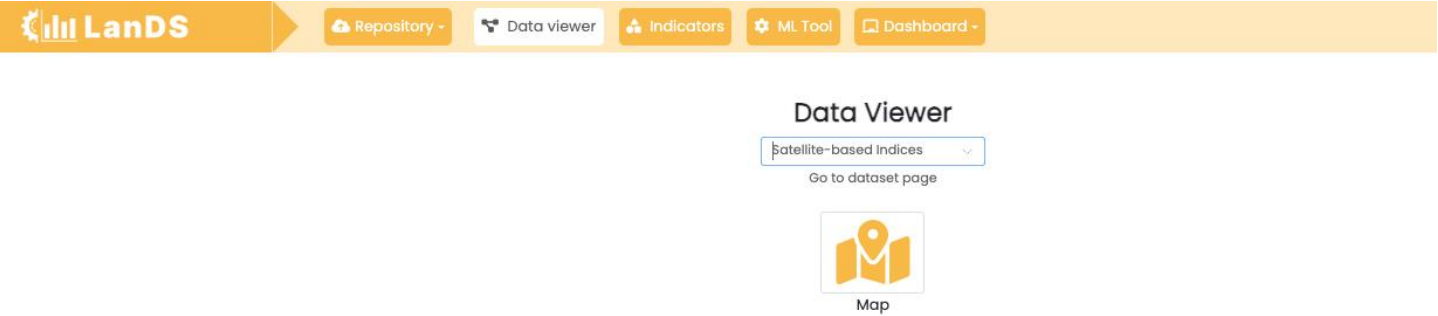 LanDS
Repository
Data viewer
Indicators
ML Tool
Dashboard
Data Viewer
Satellite-based Indices
Go to dataset page
Map